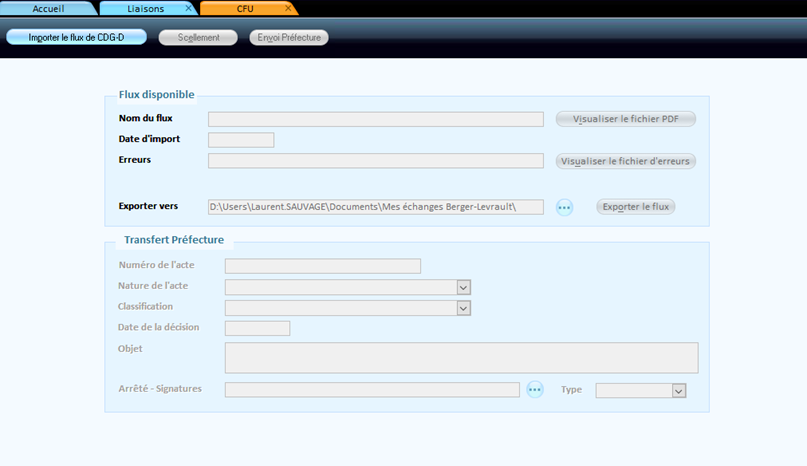 Accueil Liaisons CFU
Importer le flux de CDG-D Scellement Envoi Préfecture
Flux disponible
Nom du flux Visualiser le fichier PDF
Date d'import
Erreurs Visualiser le fichier d'erreurs
Exporter vers D:\Users\Laurent.SAUVAGE\Documents\Mes échanges Berger-Levrault\ Exporter le flux
Transfert Préfecture
Numéro de l'acte
Nature de l'acte
Classification
Date de la décision
Objet
Arrêté - Signatures Type